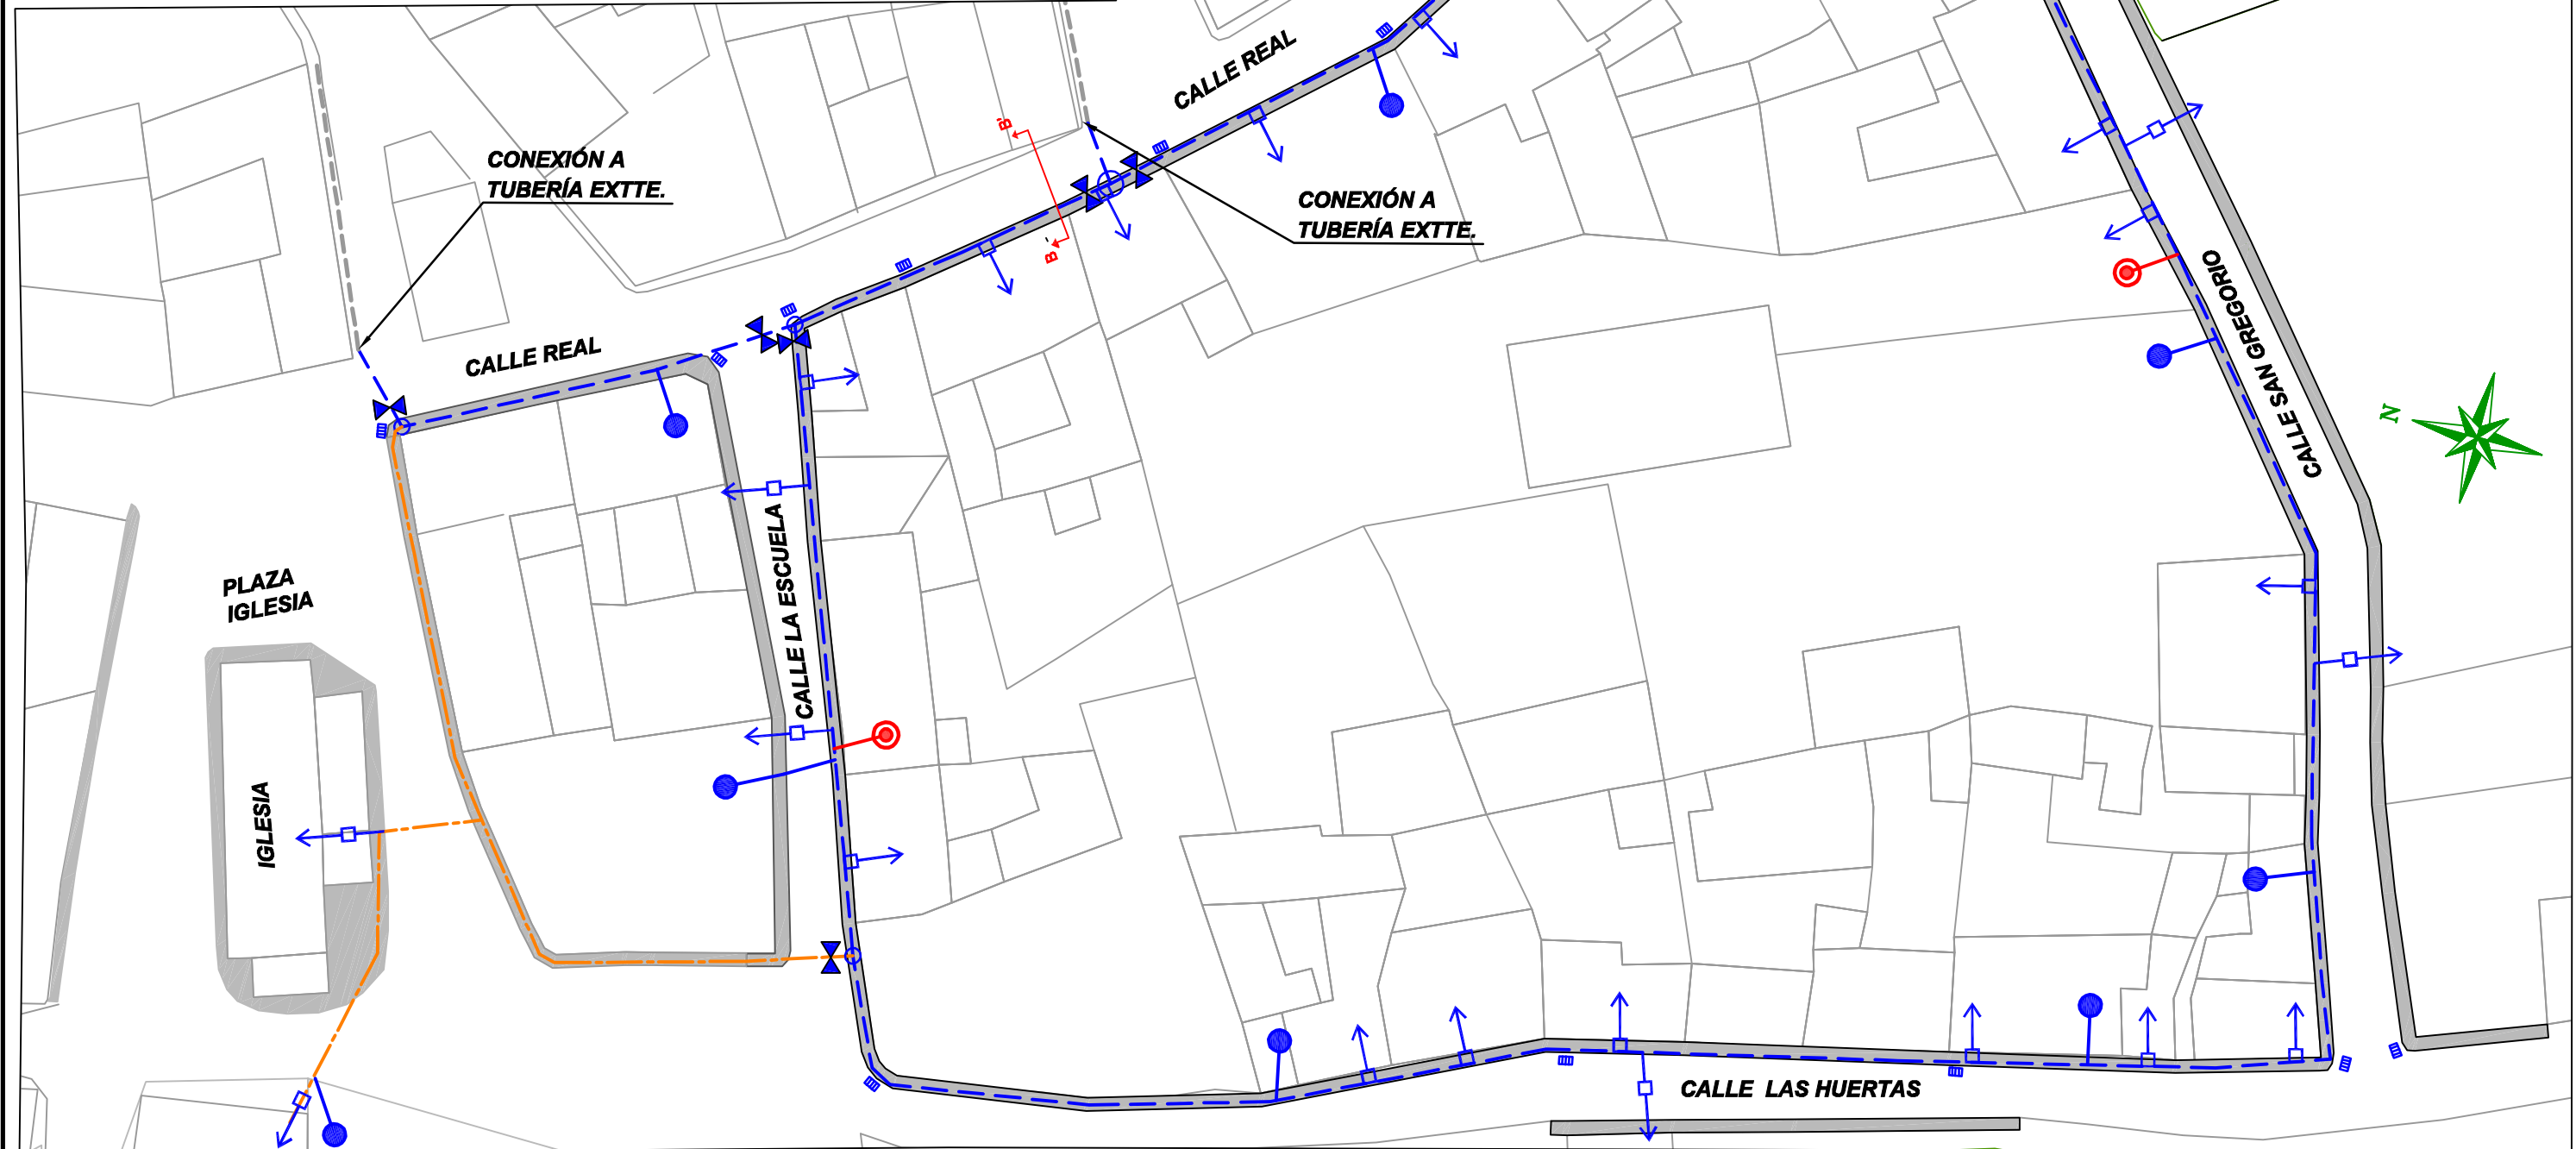 CALLE REAL
B'
CONEXIÓN A
TUBERÍA EXTTE.
CONEXIÓN A
TUBERÍA EXTTE.
B'
CALLE REAL
CALLE SAN GREGORIO
N
CALLE LA ESCUELA
PLAZA
IGLESIA
IGLESIA
CALLE LAS HUERTAS